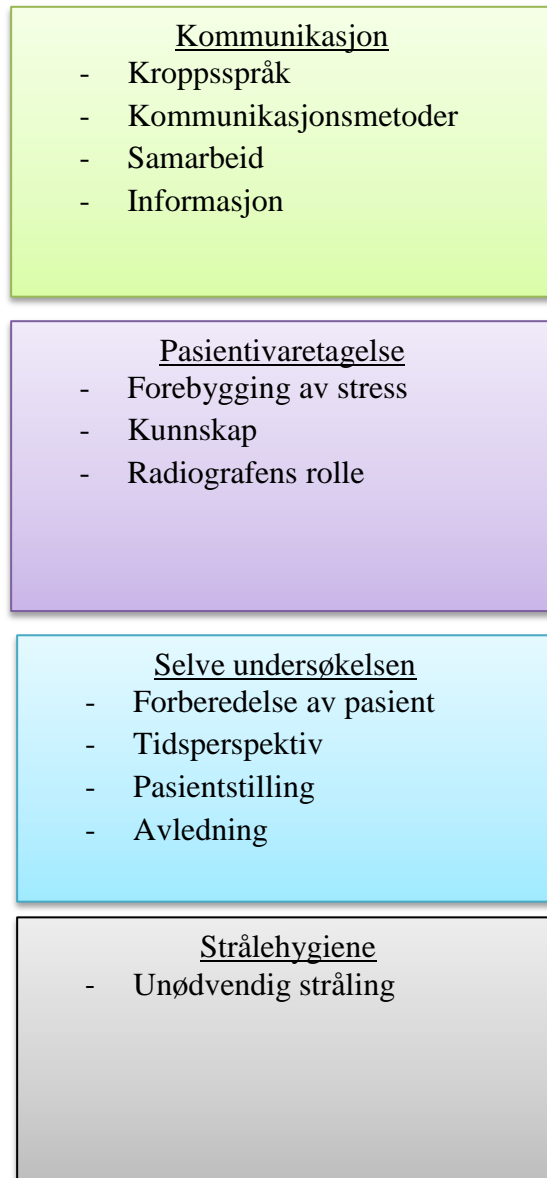 Kommunikasjon
- Kroppsspråk
- Kommunikasjonsmetoder
- Samarbeid
- Informasjon
Pasientivaretagelse
- Forebygging av stress
- Kunnskap
- Radiografens rolle
Selve undersøkelsen
- Forberedelse av pasient
- Tidsperspektiv
- Pasientstilling
- Avledning
Strålehygiene
- Unødvendig stråling